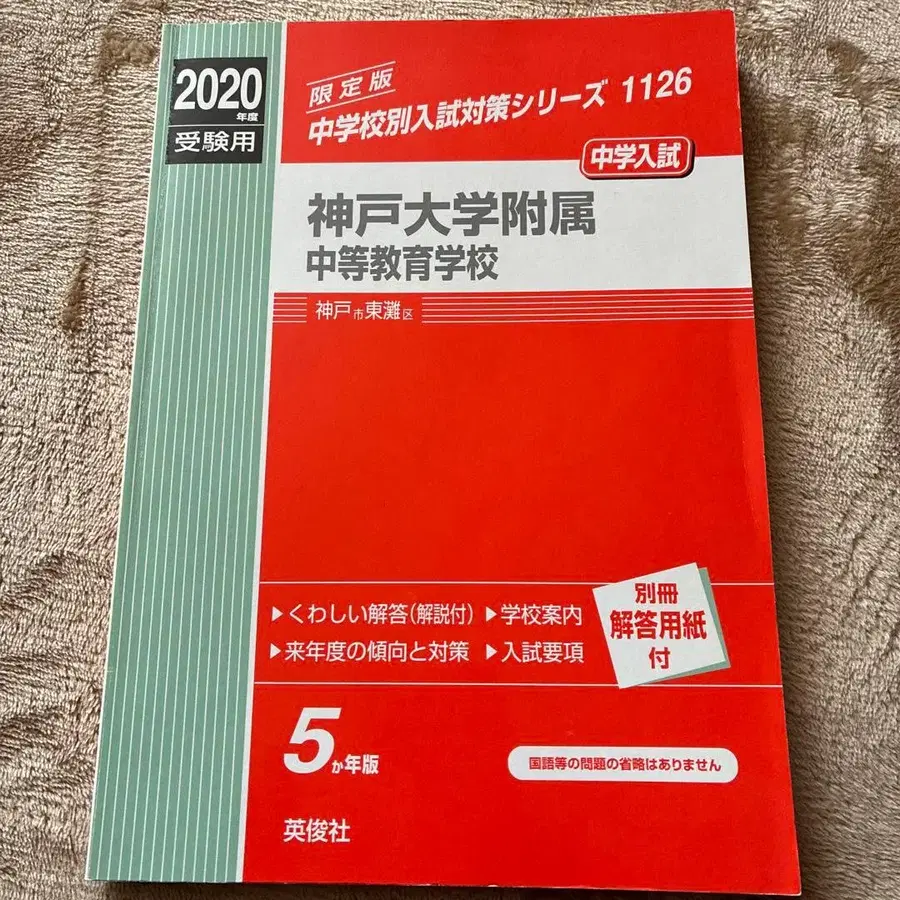 2020
年度
受験用
限定版
中学校別入試対策シリーズ 1126
中学入試
神戸大学附属
中等教育学校
神戸市東灘区
▶くわしい解答(解説付) ▶学校案内
▶来年度の傾向と対策 ▶入試要項
別冊
解答用紙
付
5か年版
国語等の問題の省略はありません
英俊社